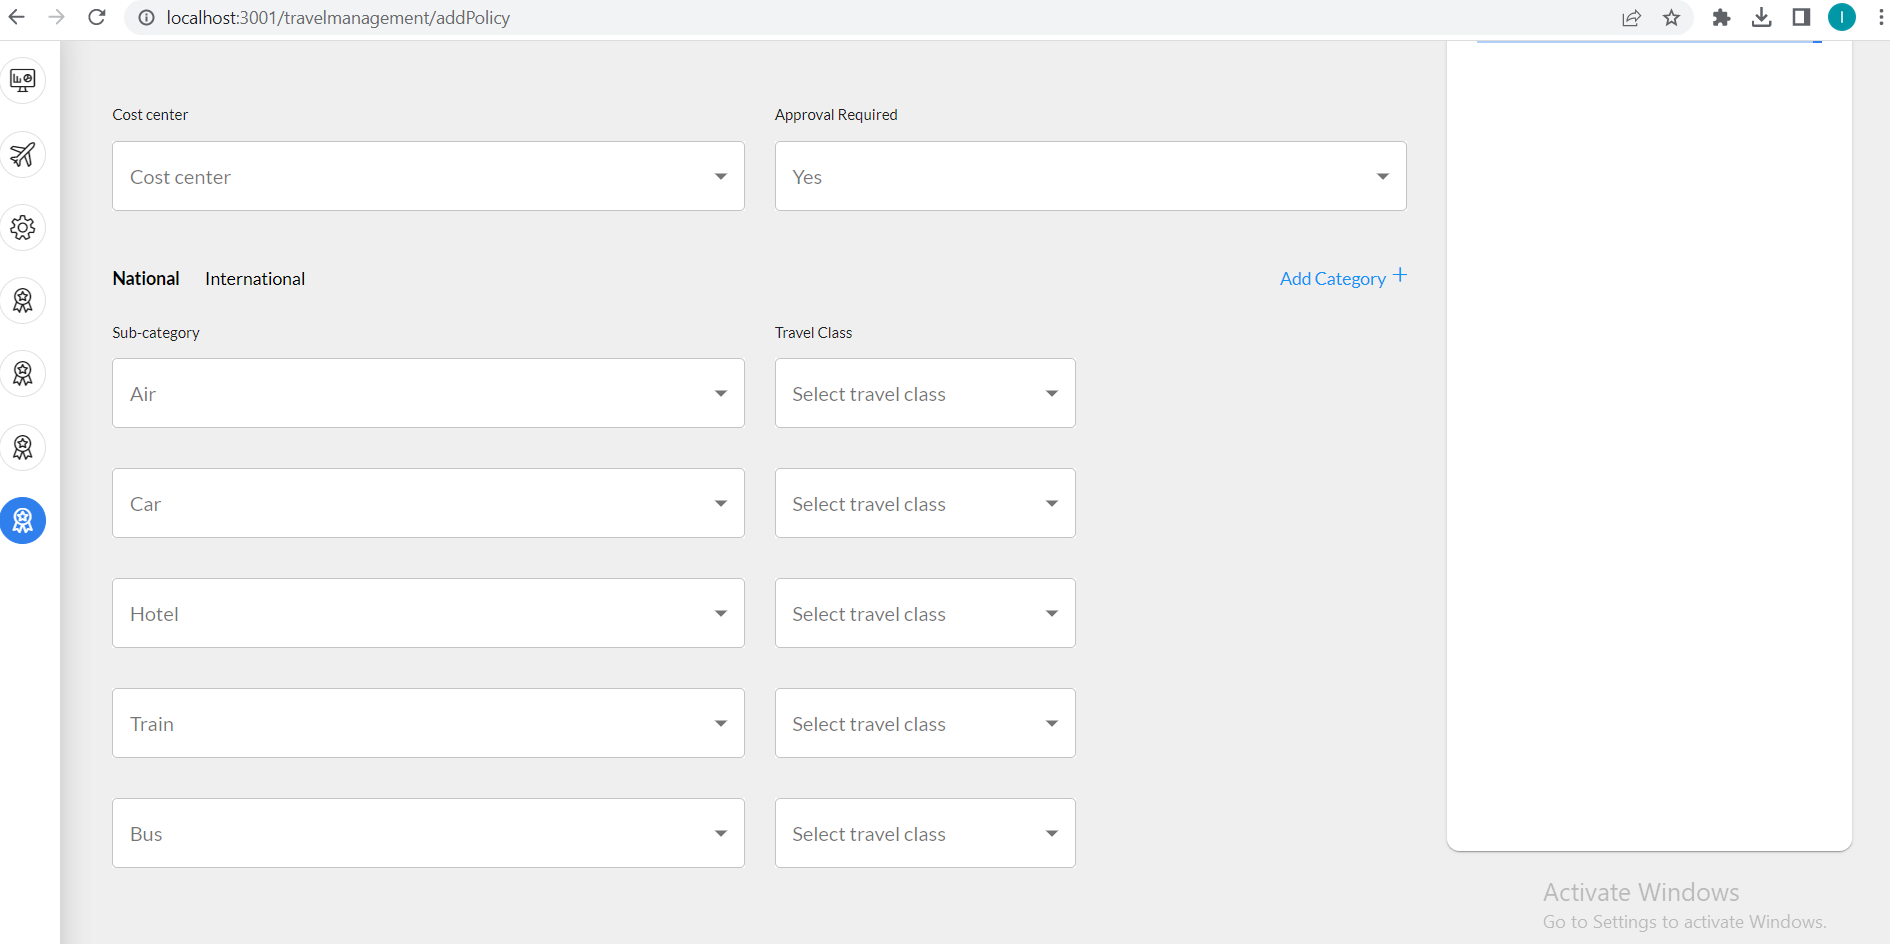 localhost:3001/travelmanagement/addPolicy
I
Cost center
Approval Required
Cost center
Yes
National
International
Add Category +
Sub-category
Travel Class
Air
Select travel class
Car
Select travel class
Hotel
Select travel class
Train
Select travel class
Bus
Select travel class
Activate Windows
Go to Settings to activate Windows.